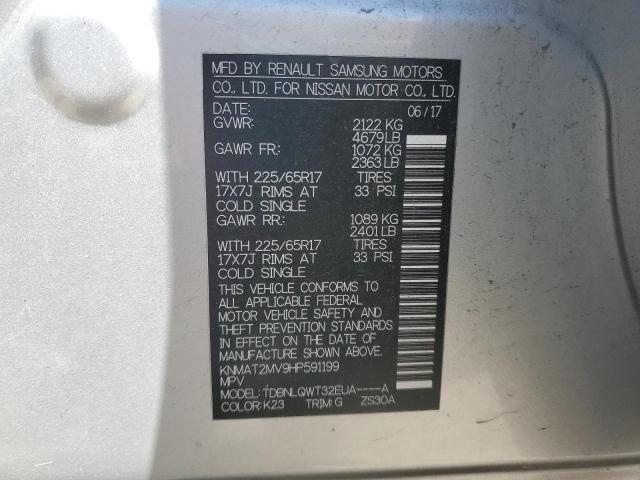 MFD BY RENAULT SAMSUNG MOTORS
CO., LTD. FOR NISSAN MOTOR CO., LTD.
DATE: 06/17
GVWR: 2122 KG
4679 LB
GAWR FR: 1072 KG
2363 LB
WITH 225/65R17 TIRES
17X7J RIMS AT 33 PSI
COLD SINGLE
GAWR RR: 1089 KG
2401 LB
WITH 225/65R17 TIRES
17X7J RIMS AT 33 PSI
COLD SINGLE
THIS VEHICLE CONFORMS TO
ALL APPLICABLE FEDERAL
MOTOR VEHICLE SAFETY AND
THEFT PREVENTION STANDARDS
IN EFFECT ON THE DATE OF
MANUFACTURE SHOWN ABOVE.
KNMAT2MV9HP591199
MPV
MODEL: TDBNLQWT32EUA----A
COLOR: K23 TRIM: G ZS30A